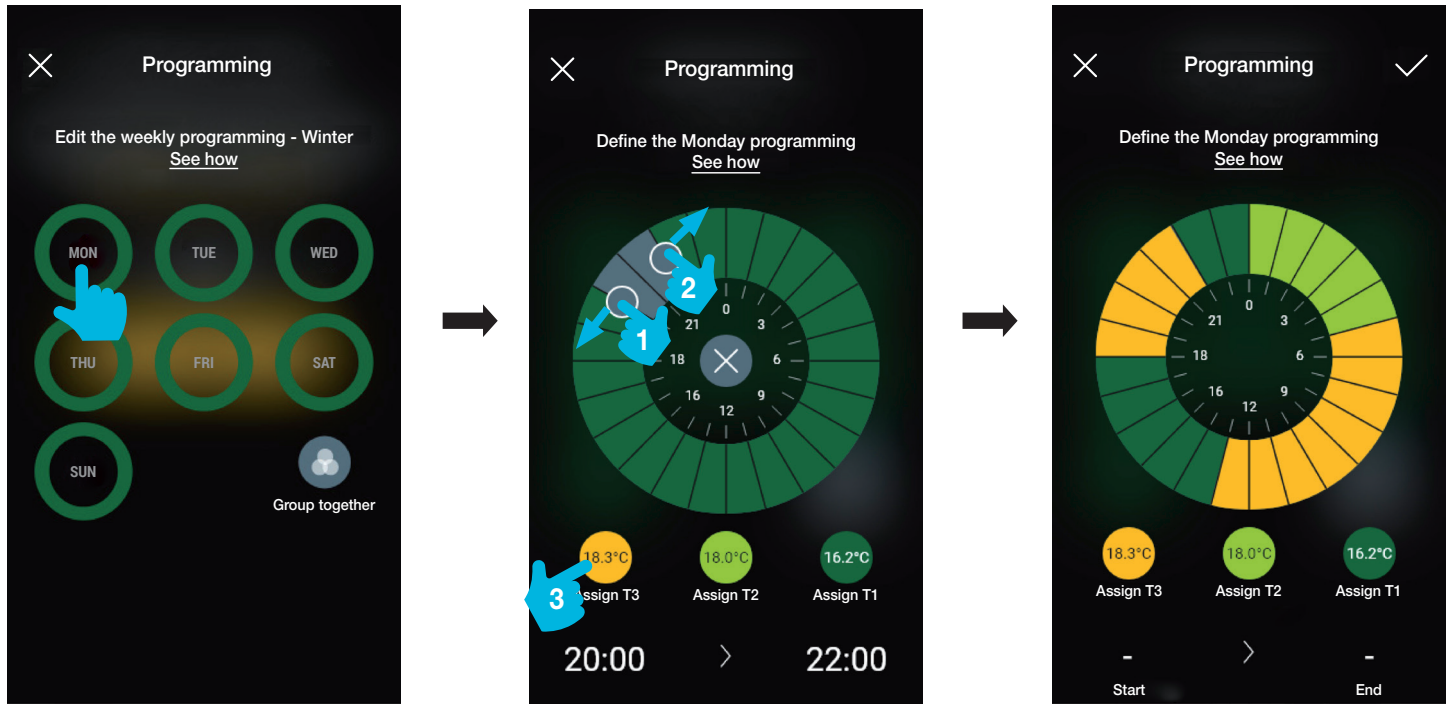 Programming
Edit the weekly programming - Winter
See how
MON
TUE
WED
THU
FRI
SAT
SUN
Group together
Programming
Define the Monday programming
See how
2
1
0
3
6
9
12
16
18
21
18.3°C
18.0°C
16.2°C
3
Assign T3
Assign T2
Assign T1
20:00
22:00
Programming
Define the Monday programming
See how
0
3
6
9
12
16
18
21
18.3°C
18.0°C
16.2°C
Assign T3
Assign T2
Assign T1
-
-
Start
End